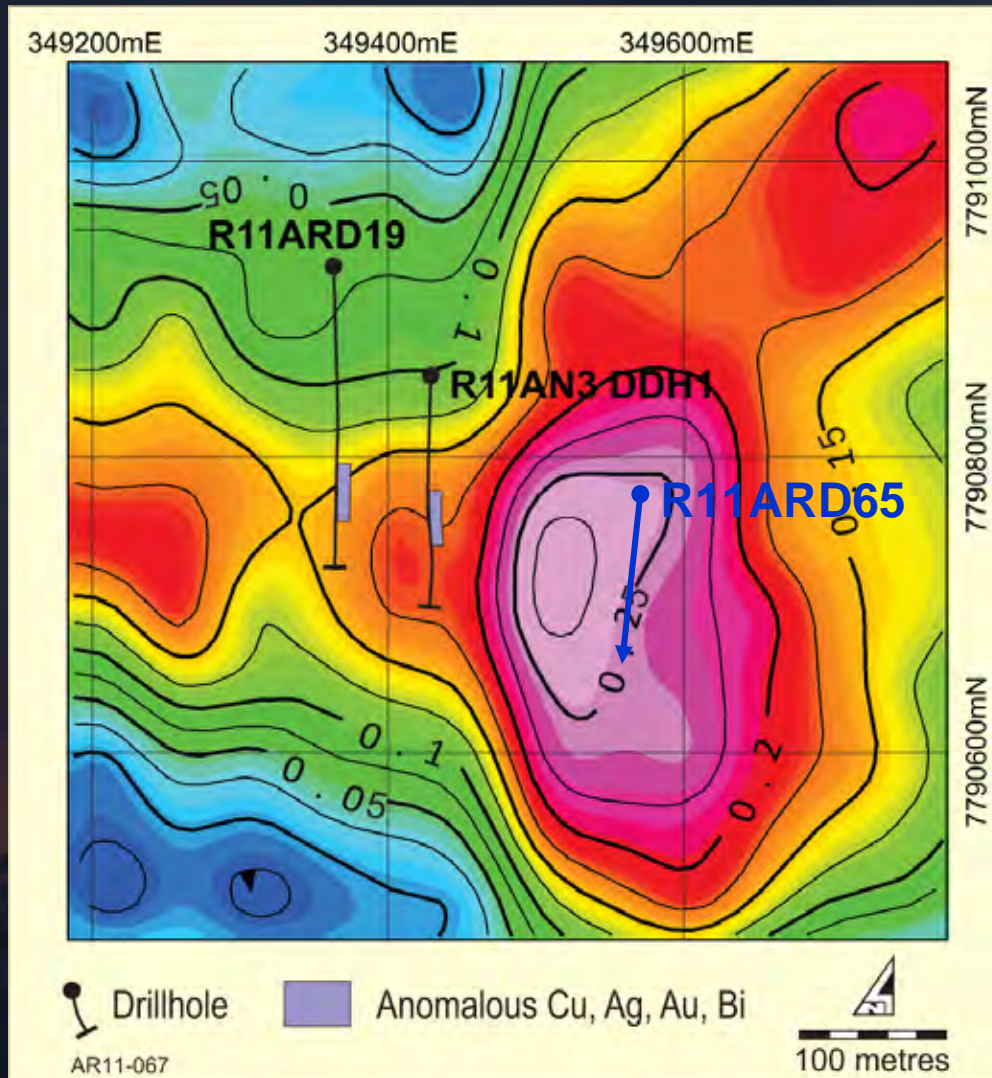 349200mE 349400mE 349600mE
7791000mN
0.05
R11ARD19
0.1
R11AN3 DDH1
7790800mN
0.15
R11ARD65
0.25
7790600mN
0.1
0.2
0.05
Drillhole
Anomalous Cu, Ag, Au, Bi
100 metres
AR11-067